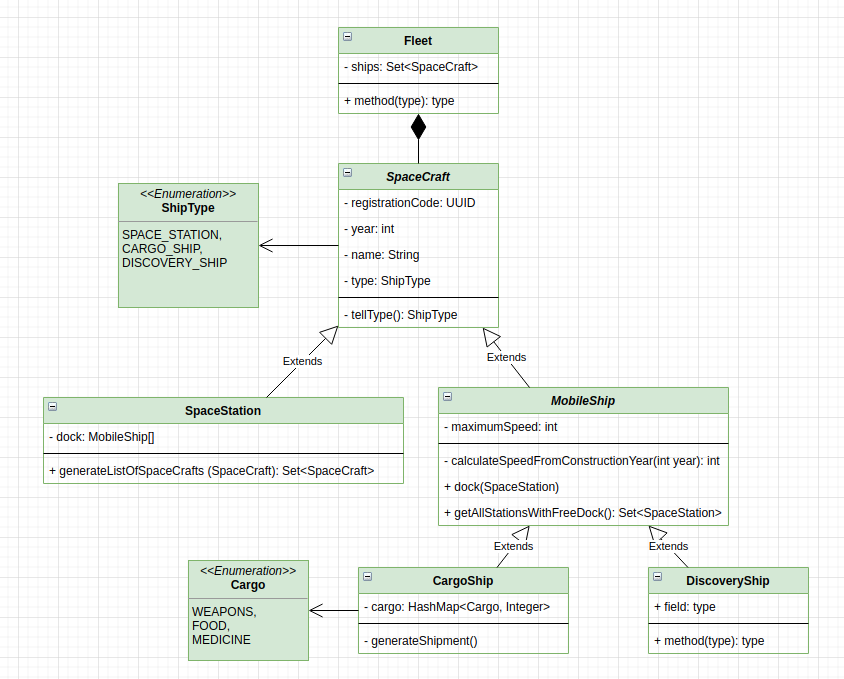 Fleet
- ships: Set<SpaceCraft>
+ method(type): type
SpaceCraft
- registrationCode: UUID
- year: int
- name: String
- type: ShipType
- tellType(): ShipType
<<Enumeration>>
ShipType
SPACE_STATION,
CARGO_SHIP,
DISCOVERY_SHIP
Extends
Extends
SpaceStation
- dock: MobileShip[]
+ generateListOfSpaceCrafts (SpaceCraft): Set<SpaceCraft>
MobileShip
- maximumSpeed: int
- calculateSpeedFromConstructionYear(int year): int
+ dock(SpaceStation)
+ getAllStationsWithFreeDock(): Set<SpaceStation>
Extends
Extends
<<Enumeration>>
Cargo
WEAPONS,
FOOD,
MEDICINE
CargoShip
- cargo: HashMap<Cargo, Integer>
- generateShipment()
DiscoveryShip
+ field: type
+ method(type): type